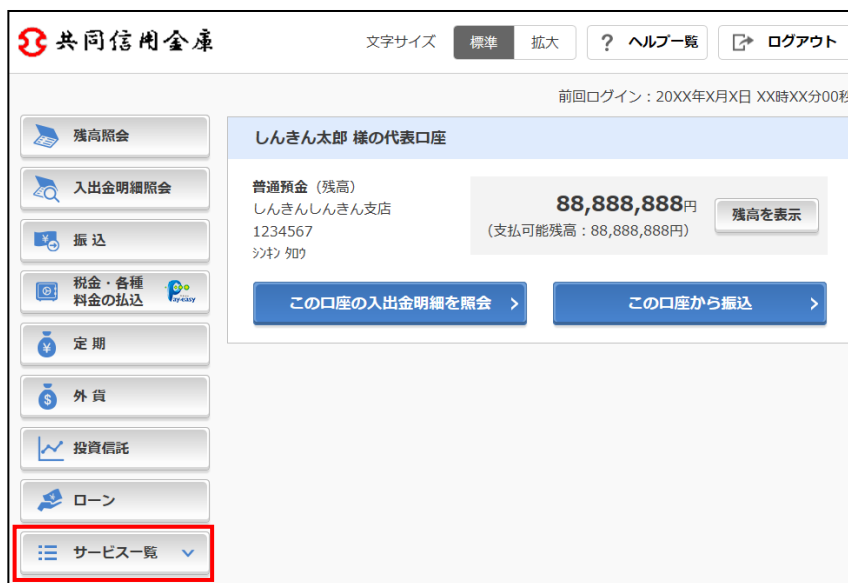 共同信用金庫
文字サイズ 標準 拡大 ? ヘルプ一覧 ログアウト
前回ログイン：20XX年X月X日 XX時XX分00秒
残高照会
入出金明細照会
振込
税金・各種
料金の払込 Pay-easy
定期
外貨
投資信託
ローン
サービス一覧
しんきん太郎 様の代表口座
普通預金（残高）
しんきんしんきん支店
1234567
ｼﾝｷﾝ ﾀﾛｳ
88,888,888円
（支払可能残高：88,888,888円）
残高を表示
この口座の入出金明細を照会
この口座から振込